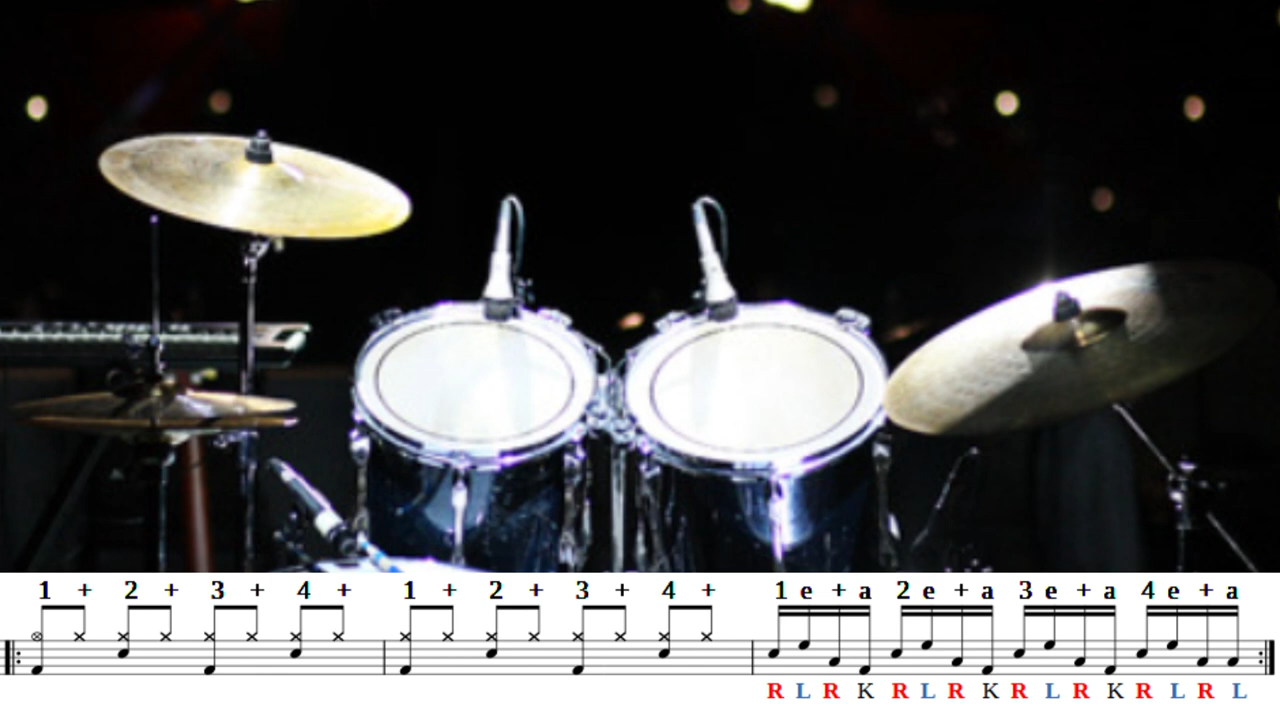 1 + 2 + 3 + 4 + 1 + 2 + 3 + 4 + 1 e + a 2 e + a 3 e + a 4 e + a
R L R K R L R K R L R K R L R L